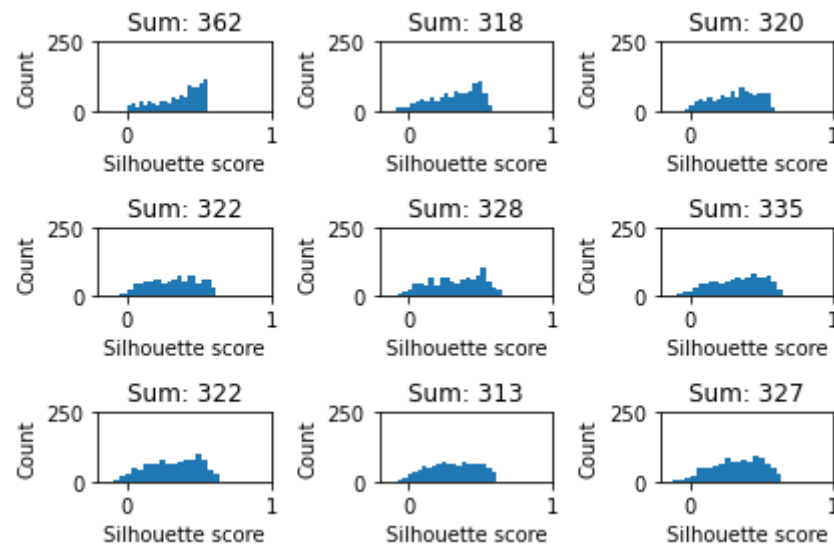 Sum: 362
Sum: 318
Sum: 320
250
Count
0
0
1
Silhouette score
250
Count
0
0
1
Silhouette score
250
Count
0
0
1
Silhouette score
Sum: 322
Sum: 328
Sum: 335
250
Count
0
0
1
Silhouette score
250
Count
0
0
1
Silhouette score
250
Count
0
0
1
Silhouette score
Sum: 322
Sum: 313
Sum: 327
250
Count
0
0
1
Silhouette score
250
Count
0
0
1
Silhouette score
250
Count
0
0
1
Silhouette score